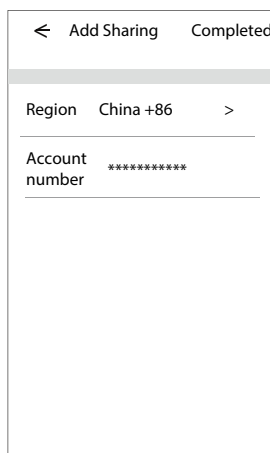 ← Add Sharing Completed
Region China +86 >
Account
number ***********